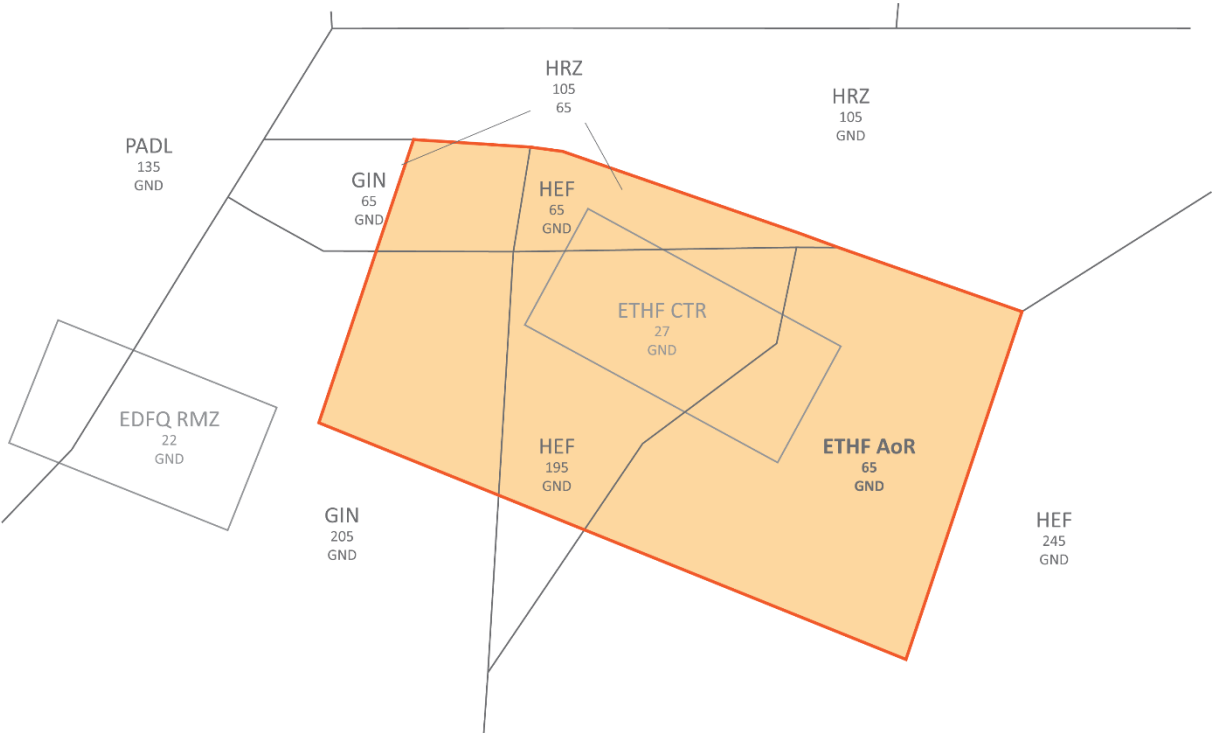 HRZ
105
65
HRZ
105
GND
PADL
135
GND
GIN
65
GND
HEF
65
GND
ETHF CTR
27
GND
EDFQ RMZ
22
GND
HEF
195
GND
ETHF AoR
65
GND
GIN
205
GND
HEF
245
GND